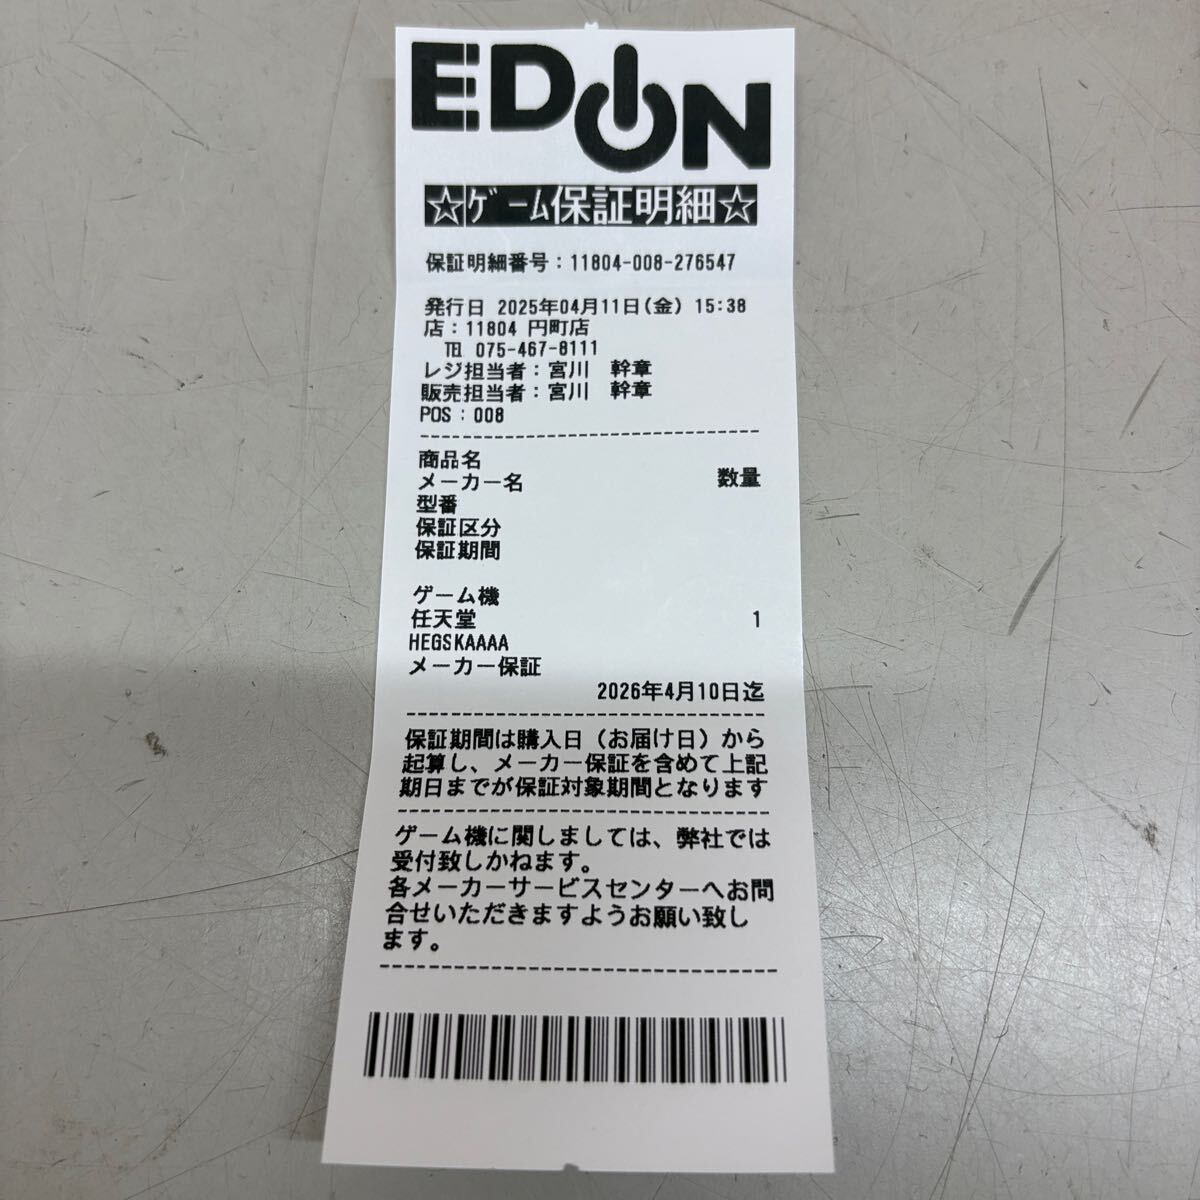 EDION
☆ｹﾞｰﾑ保証明細☆
保証明細番号：11804-008-276547
発行日 2025年04月11日(金) 15:38
店：11804 円町店
℡ 075-467-8111
レジ担当者：宮川　幹章
販売担当者：宮川　幹章
POS：008
商品名
メーカー名 数量
型番
保証区分
保証期間
ゲーム機
任天堂 1
HEGSKAAAA
メーカー保証
2026年4月10日迄
保証期間は購入日（お届け日）から
起算し、メーカー保証を含めて上記
期日までが保証対象期間となります
ゲーム機に関しましては、弊社では
受付致しかねます。
各メーカーサービスセンターへお問
合せいただきますようお願い致し
ます。